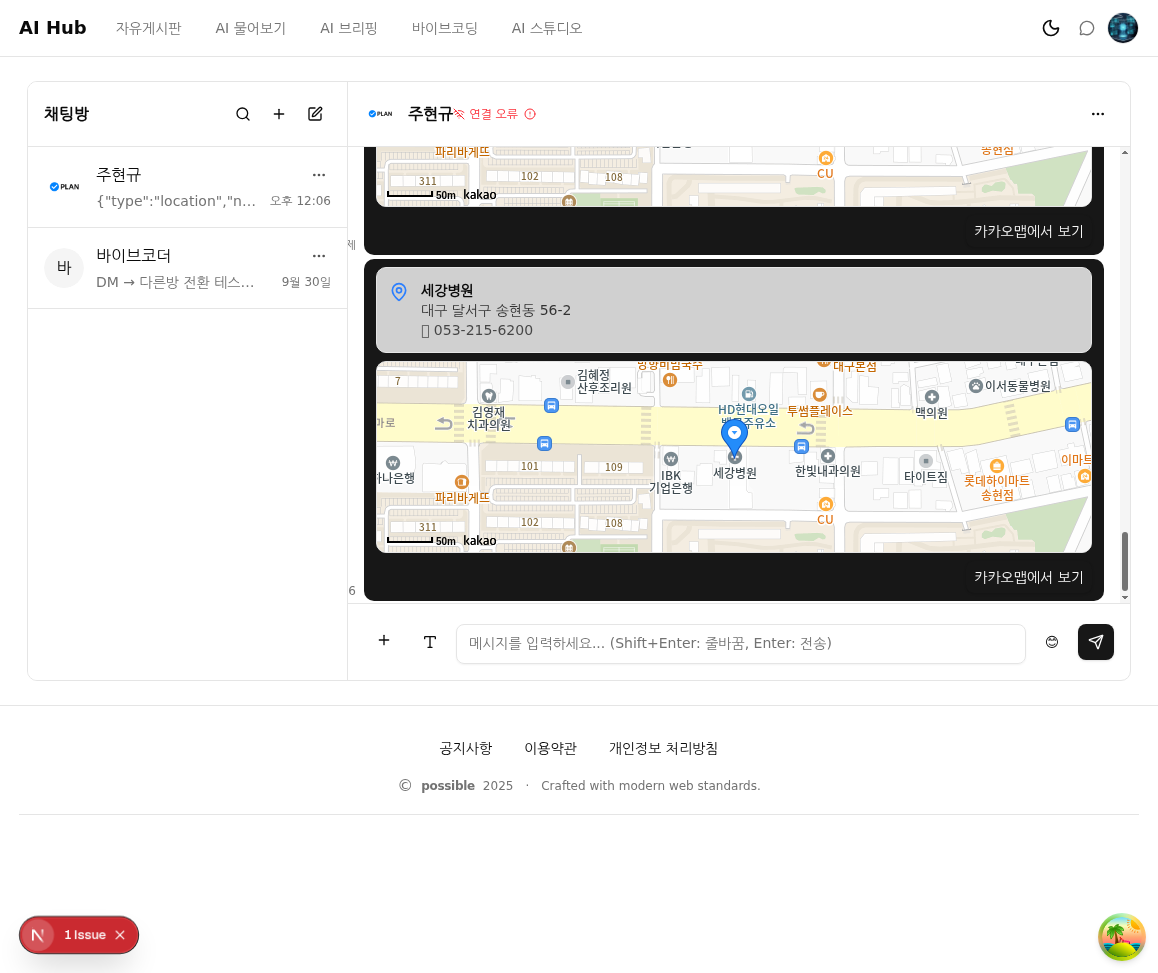 AI Hub
자유게시판
AI 물어보기
AI 브리핑
바이브코딩
AI 스튜디오
채팅방
PLAN
주현규
{"type":"location","n...
오후 12:06
바
바이브코더
DM → 다른방 전환 테스...
9월 30일
PLAN
주현규
연결 오류
파리바게뜨
송현점
CU
311
102
108
50m kakao
카카오맵에서 보기
제
세강병원
대구 달서구 송현동 56-2
053-215-6200
7
김혜정
산후조리원
대구본점
이서동물병원
김영재
치과의원
HD현대오일
투썸플레이스
맥의원
101
109
IBK
기업은행
세강병원
한빛내과의원
타이트짐
이마트
롯데하이마트
송현점
파리바게뜨
CU
311
102
108
50m kakao
카카오맵에서 보기
6
메시지를 입력하세요... (Shift+Enter: 줄바꿈, Enter: 전송)
공지사항
이용약관
개인정보 처리방침
© possible 2025 · Crafted with modern web standards.
N
1 Issue